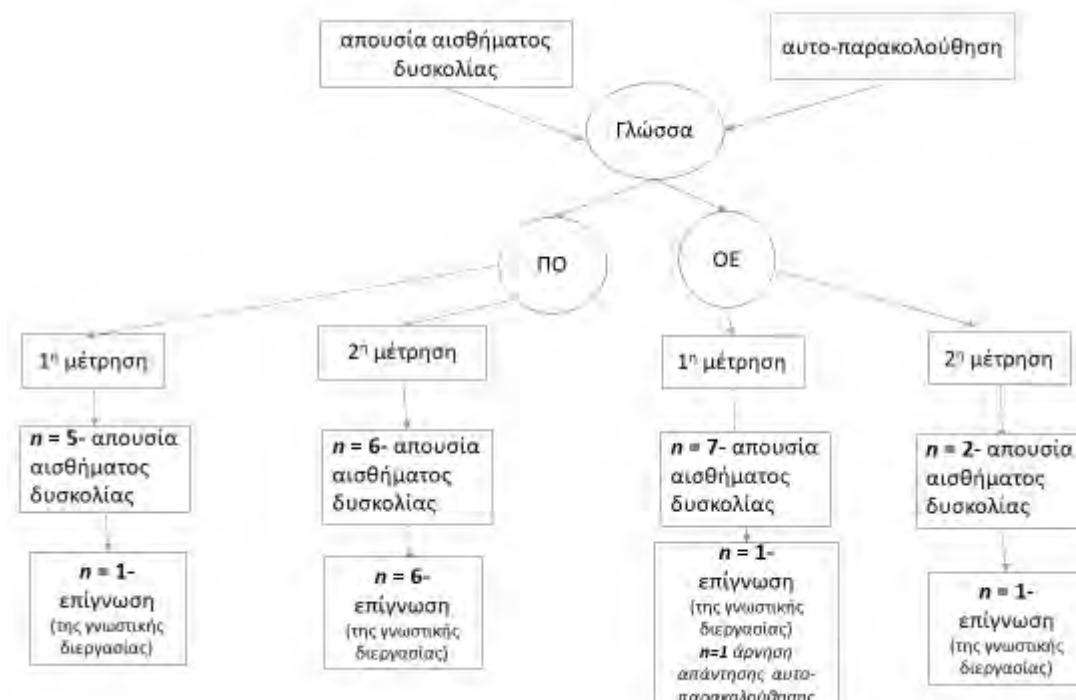 απουσία αισθήματος
δυσκολίας
αυτο-παρακολούθηση
Γλώσσα
ΠΟ
ΟΕ
1η μέτρηση
2η μέτρηση
1η μέτρηση
2η μέτρηση
n = 5- απουσία
αισθήματος
δυσκολίας
n = 6- απουσία
αισθήματος
δυσκολίας
n = 7- απουσία
αισθήματος
δυσκολίας
n = 2- απουσία
αισθήματος
δυσκολίας
n = 1-
επίγνωση
(της γνωστικής
διεργασίας)
n = 6-
επίγνωση
(της γνωστικής
διεργασίας)
n = 1-
επίγνωση
(της γνωστικής
διεργασίας)
n=1 άρνηση
απάντησης αυτο-
παρακολούθησης
n = 1-
επίγνωση
(της γνωστικής
διεργασίας)